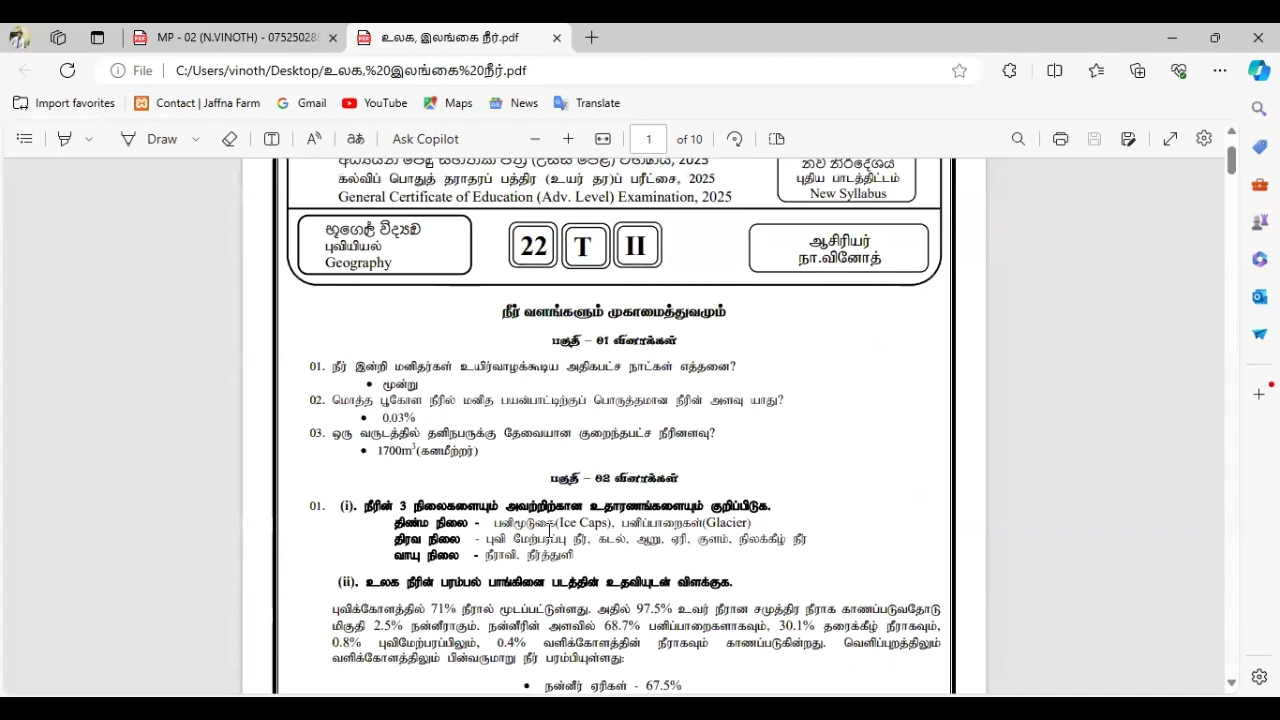 MP - 02 (N.VINOTH) - 07525028
உலக, இலங்கை நீர்.pdf
File
C:/Users/vinoth/Desktop/உலக,%20இலங்கை%20நீர்.pdf
Import favorites
Contact | Jaffna Farm
Gmail
YouTube
Maps
News
Translate
Draw
Ask Copilot
1 of 10
கல்விப் பொதுத் தராதரப் பத்திர (உயர் தர)ப் பரீட்சை, 2025
General Certificate of Education (Adv. Level) Examination, 2025
නව නිර්දේශය
புதிய பாடத்திட்டம்
New Syllabus
භූගෝල විද්‍යාව
புவியியல்
Geography
22 T II
ஆசிரியர்
நா.வினோத்
நீர் வளங்களும் முகாமைத்துவமும்
பகுதி – 01 வினாக்கள்
01. நீர் இன்றி மனிதர்கள் உயிர்வாழக்கூடிய அதிகபட்ச நாட்கள் எத்தனை?
• மூன்று
02. மொத்த பூகோள நீரில் மனித பயன்பாட்டிற்குப் பொருத்தமான நீரின் அளவு யாது?
• 0.03%
03. ஒரு வருடத்தில் தனிநபருக்கு தேவையான குறைந்தபட்ச நீரினளவு?
• 1700m³(கனமீற்றர்)
பகுதி – 02 வினாக்கள்
01. (i). நீரின் 3 நிலைகளையும் அவற்றிற்கான உதாரணங்களையும் குறிப்பிடுக.
திண்ம நிலை - பனிமூடுகை(Ice Caps), பனிப்பாறைகள்(Glacier)
திரவ நிலை - புவி மேற்பரப்பு நீர், கடல், ஆறு, ஏரி, குளம், நிலக்கீழ் நீர்
வாயு நிலை - நீராவி, நீர்த்துளி
(ii). உலக நீரின் பரம்பல் பாங்கினை படத்தின் உதவியுடன் விளக்குக.
புவிக்கோளத்தில் 71% நீரால் மூடப்பட்டுள்ளது. அதில் 97.5% உவர் நீரான சமுத்திர நீராக காணப்படுவதோடு
மிகுதி 2.5% நன்னீராகும். நன்னீரின் அளவில் 68.7% பனிப்பாறைகளாகவும், 30.1% தரைக்கீழ் நீராகவும்,
0.8% புவிமேற்பரப்பிலும், 0.4% வளிக்கோளத்தின் நீராகவும் காணப்படுகின்றது. வெளிப்புறத்திலும்
வளிக்கோளத்திலும் பின்வருமாறு நீர் பரம்பியுள்ளது:
• நன்னீர் ஏரிகள் - 67.5%